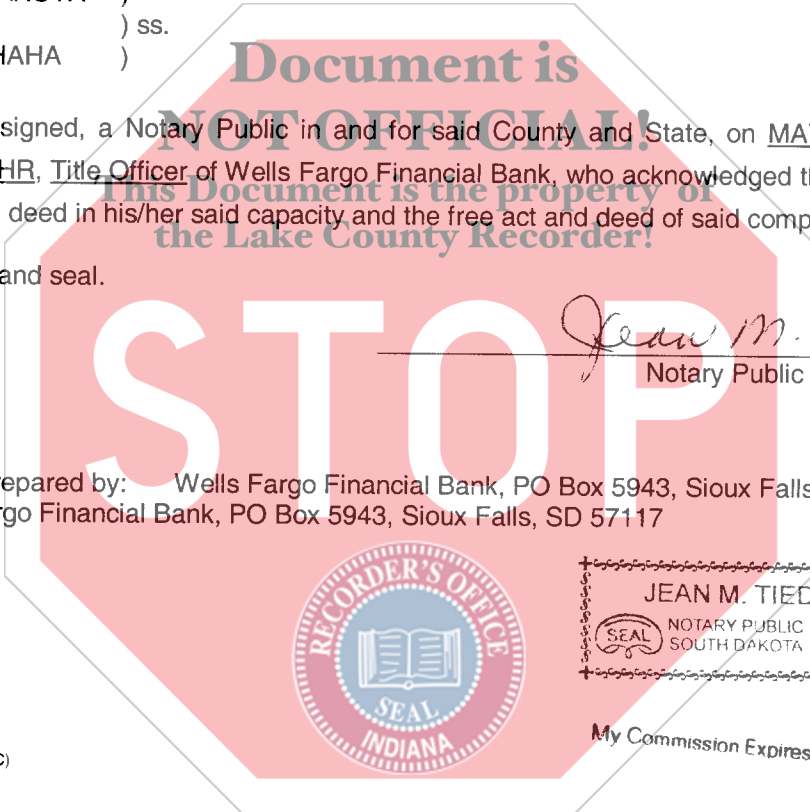 ) ss.
HAHA )
Document is
NOT OFFICIAL!
signed, a Notary Public in and for said County and State, on MA
HR, Title Officer of Wells Fargo Financial Bank, who acknowledged t
This Document is the property of
deed in his/her said capacity and the free act and deed of said comp
the Lake County Recorder!
and seal.
STOP
Jean M.
Notary Public
epared by: Wells Fargo Financial Bank, PO Box 5943, Sioux Falls
rgo Financial Bank, PO Box 5943, Sioux Falls, SD 57117
RECORDER'S OFFICE
SEAL
INDIANA
JEAN M. TIED
SEAL
NOTARY PUBLIC
SOUTH DAKOTA
My Commission Expires